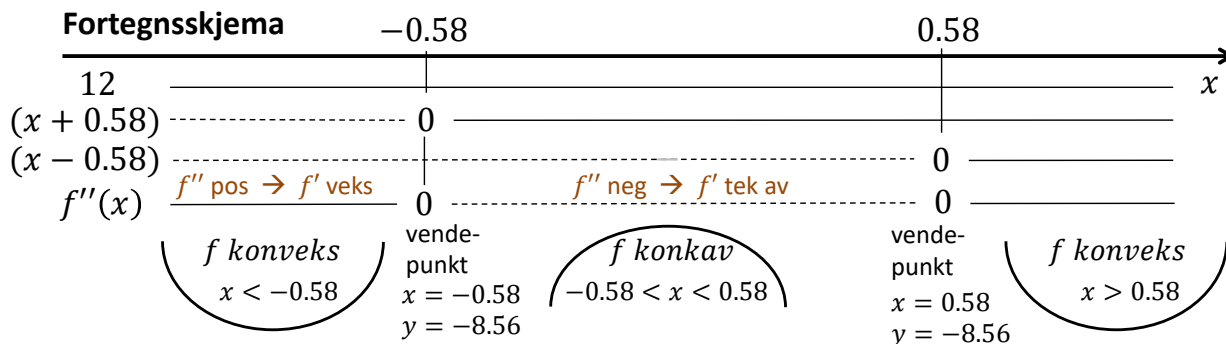 Fortegnsskjema
−0.58 0.58
x
12
(x + 0.58) 0
(x − 0.58) 0
f''(x) f'' pos → f' veks 0 f'' neg → f' tek av 0
f konveks
x < −0.58
vende-
punkt
x = −0.58
y = −8.56
f konkav
−0.58 < x < 0.58
vende-
punkt
x = 0.58
y = −8.56
f konveks
x > 0.58